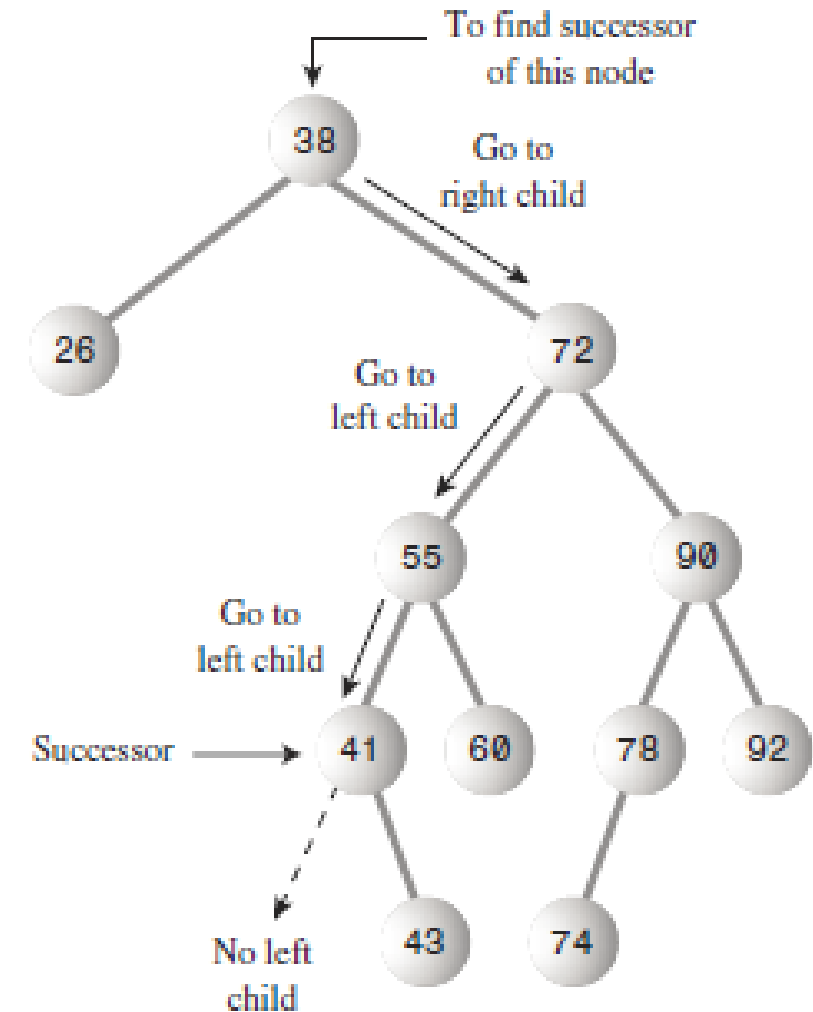 To find successor
of this node
38
Go to
right child
26
72
Go to
left child
55
90
Go to
left child
Successor
41
60
78
92
No left
child
43
74